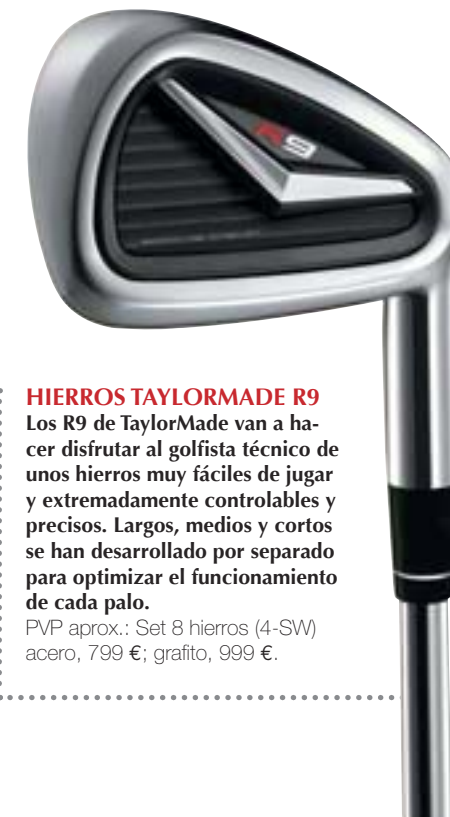 R9
HIERROS TAYLORMADE R9
Los R9 de TaylorMade van a ha-
cer disfrutar al golfista técnico de
unos hierros muy fáciles de jugar
y extremadamente controlables y
precisos. Largos, medios y cortos
se han desarrollado por separado
para optimizar el funcionamiento
de cada palo.
PVP aprox.: Set 8 hierros (4-SW)
acero, 799 €; grafito, 999 €.